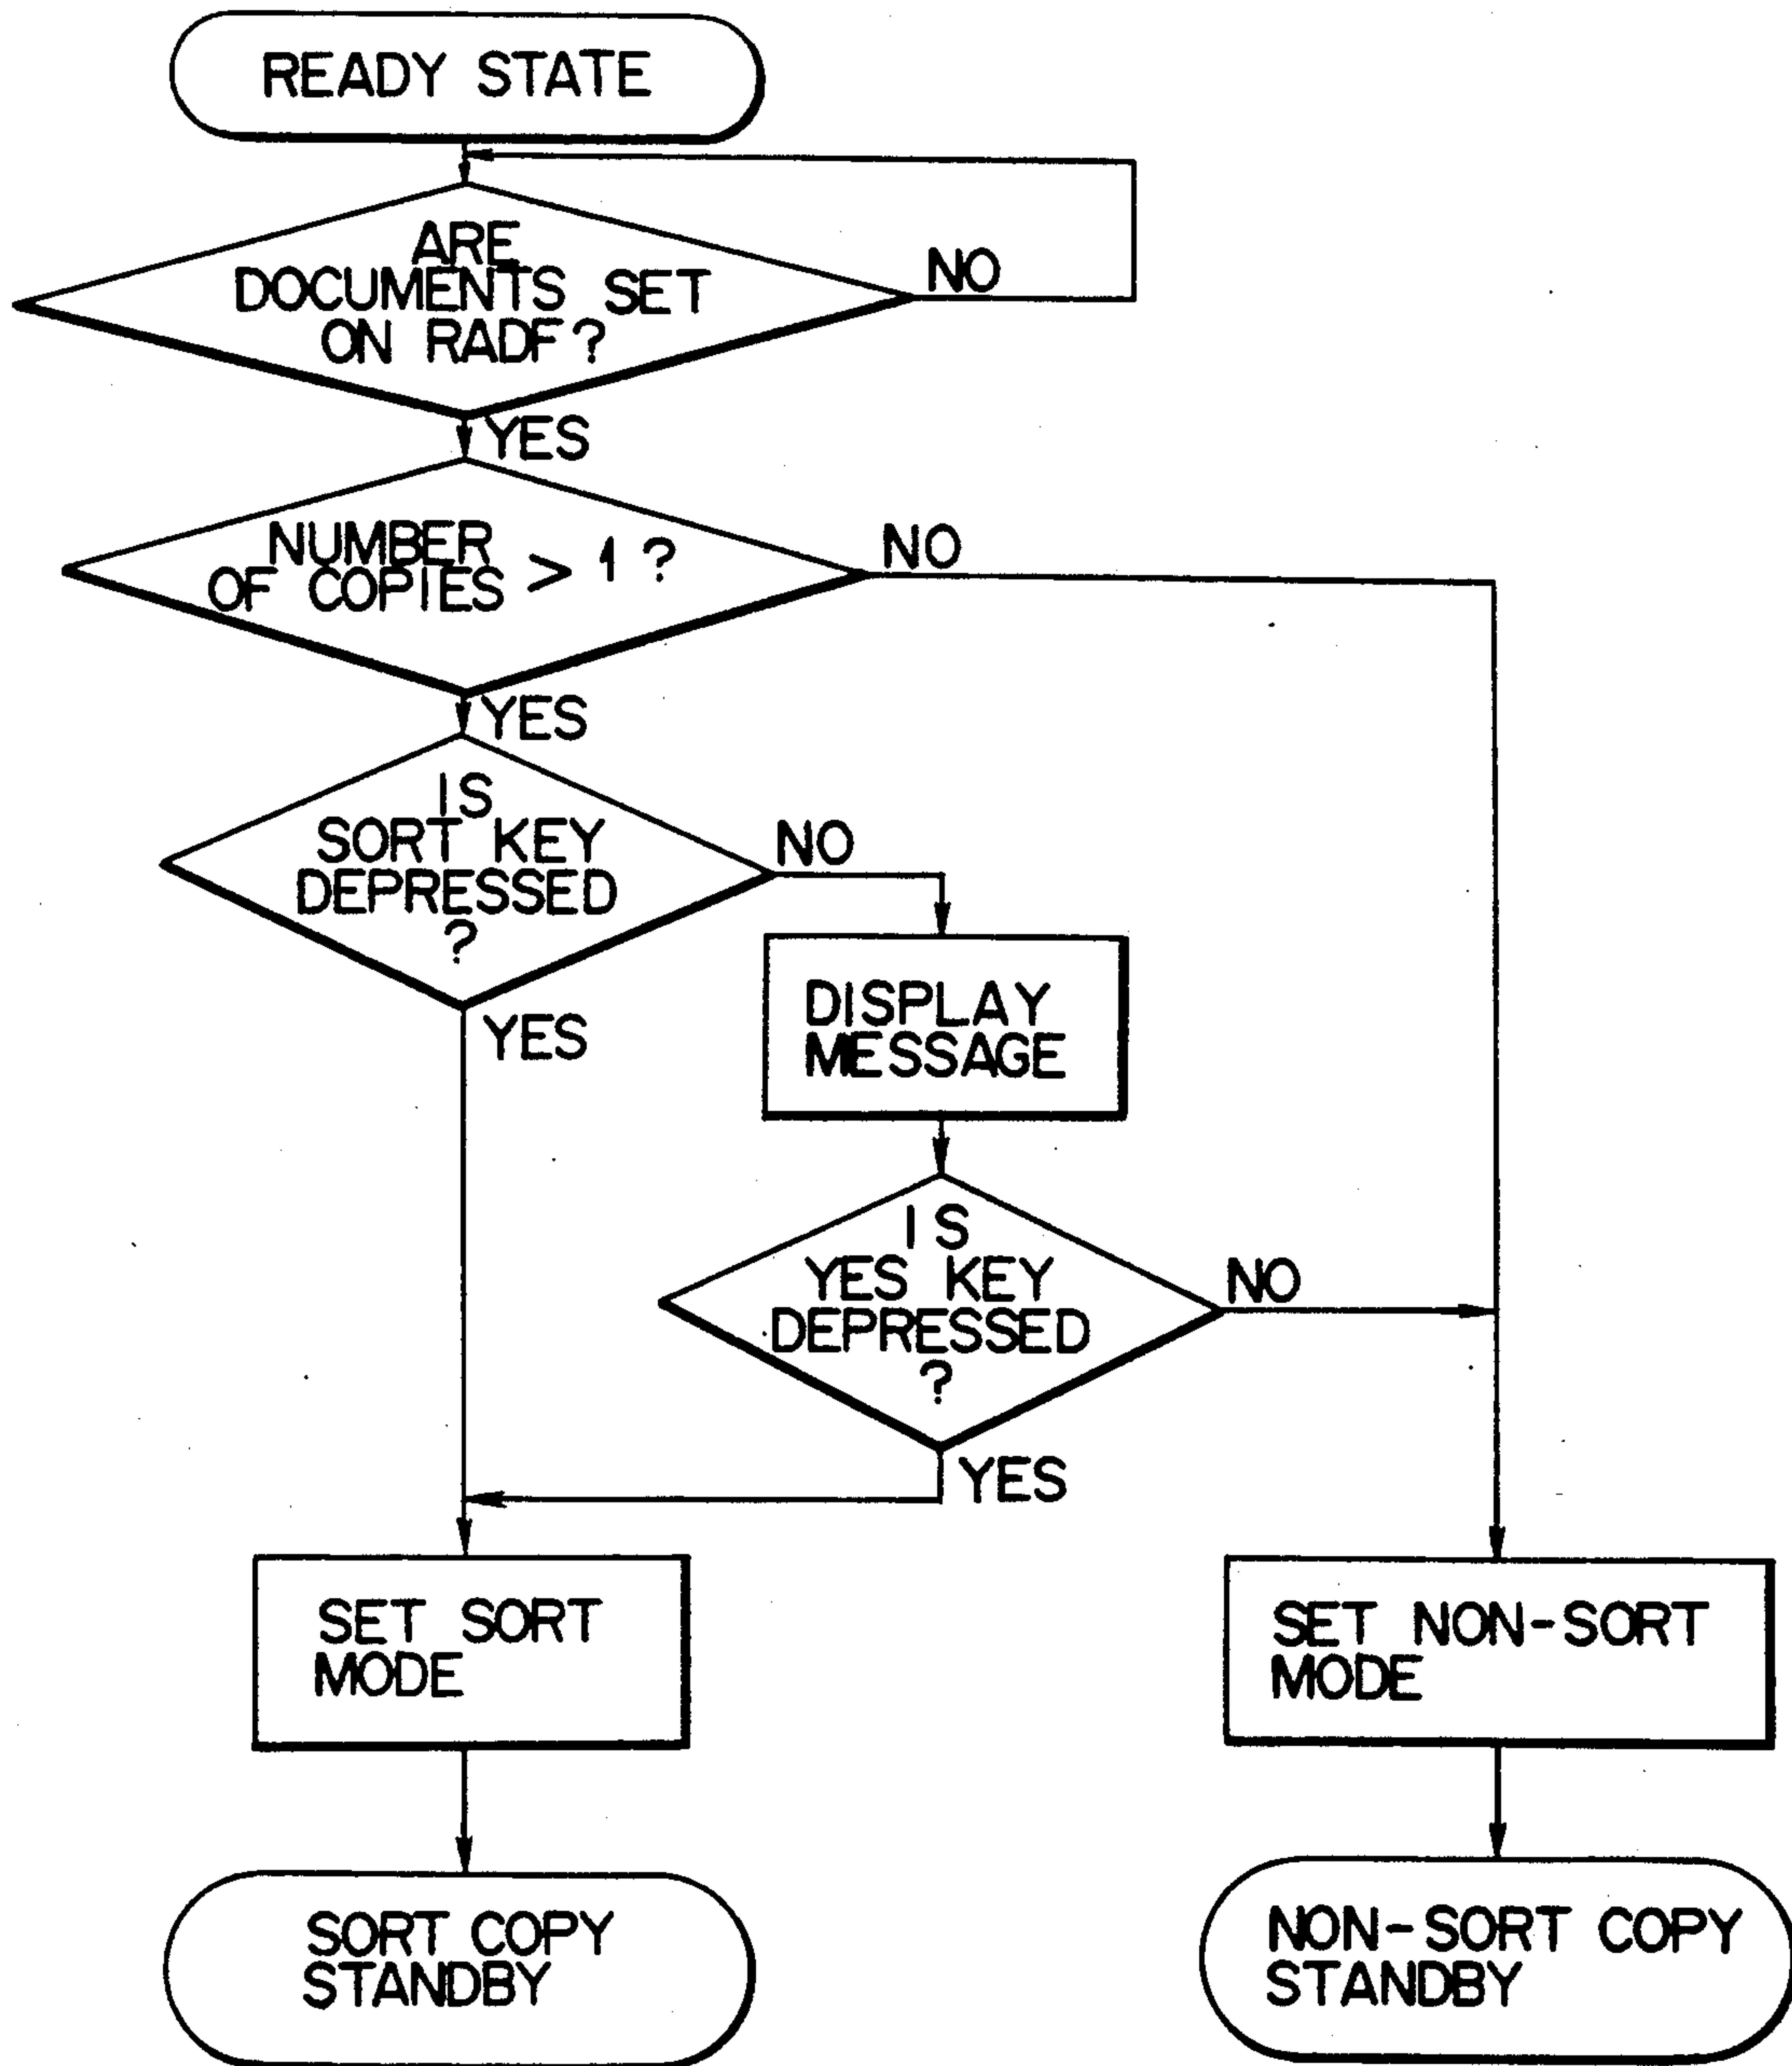 READY STATE
ARE
DOCUMENTS SET
ON RADF?
NO
YES
NUMBER
OF COPIES > 1 ?
NO
YES
IS
SORT KEY
DEPRESSED
?
NO
YES
DISPLAY
MESSAGE
IS
YES KEY
DEPRESSED
?
NO
YES
SET SORT
MODE
SET NON-SORT
MODE
SORT COPY
STANDBY
NON-SORT COPY
STANDBY